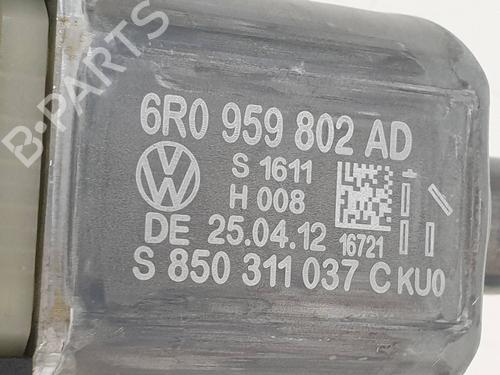 6R0 959 802 AD
S 1611
H 008
DE 25.04.12 16721
S 850 311 037 C KU0
B-PARTS